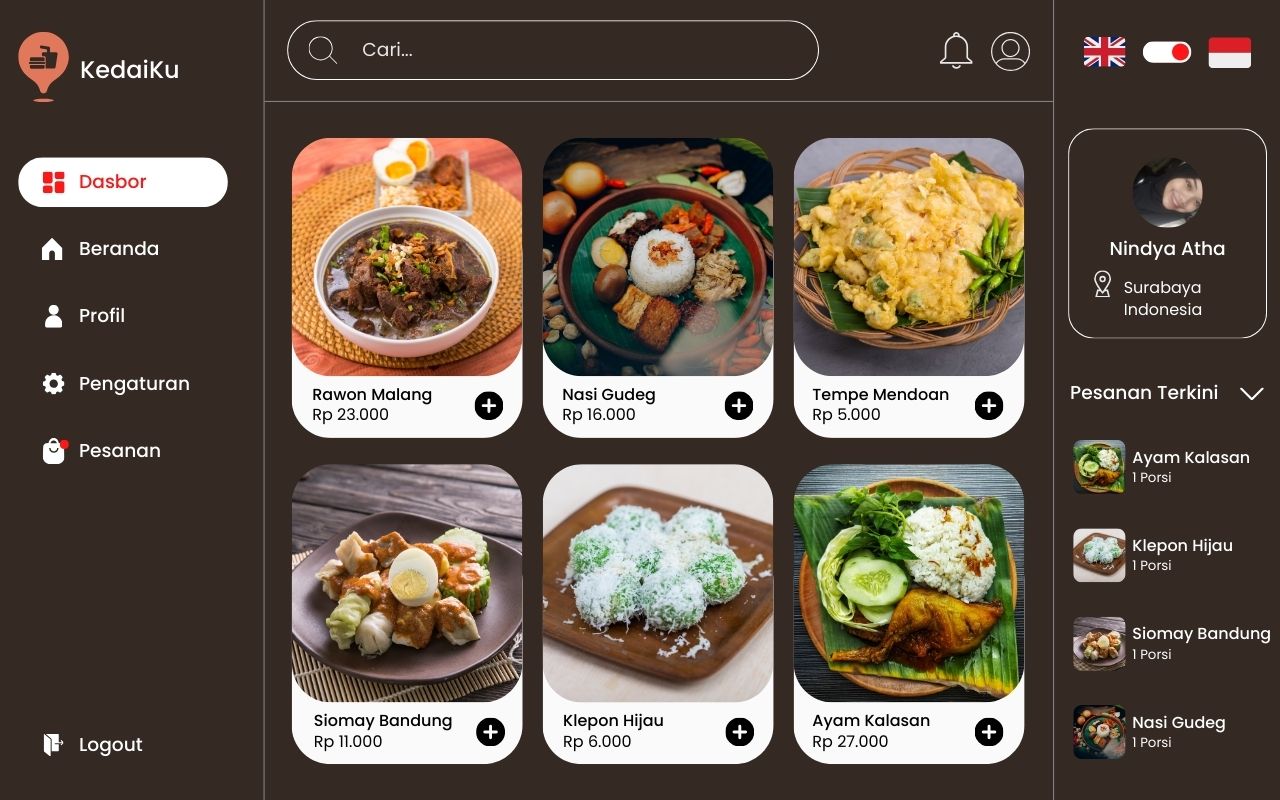 KedaiKu
Dasbor
Beranda
Profil
Pengaturan
Pesanan
Logout
Cari...
Rawon Malang
Rp 23.000
Nasi Gudeg
Rp 16.000
Tempe Mendoan
Rp 5.000
Siomay Bandung
Rp 11.000
Klepon Hijau
Rp 6.000
Ayam Kalasan
Rp 27.000
Nindya Atha
Surabaya
Indonesia
Pesanan Terkini
Ayam Kalasan
1 Porsi
Klepon Hijau
1 Porsi
Siomay Bandung
1 Porsi
Nasi Gudeg
1 Porsi